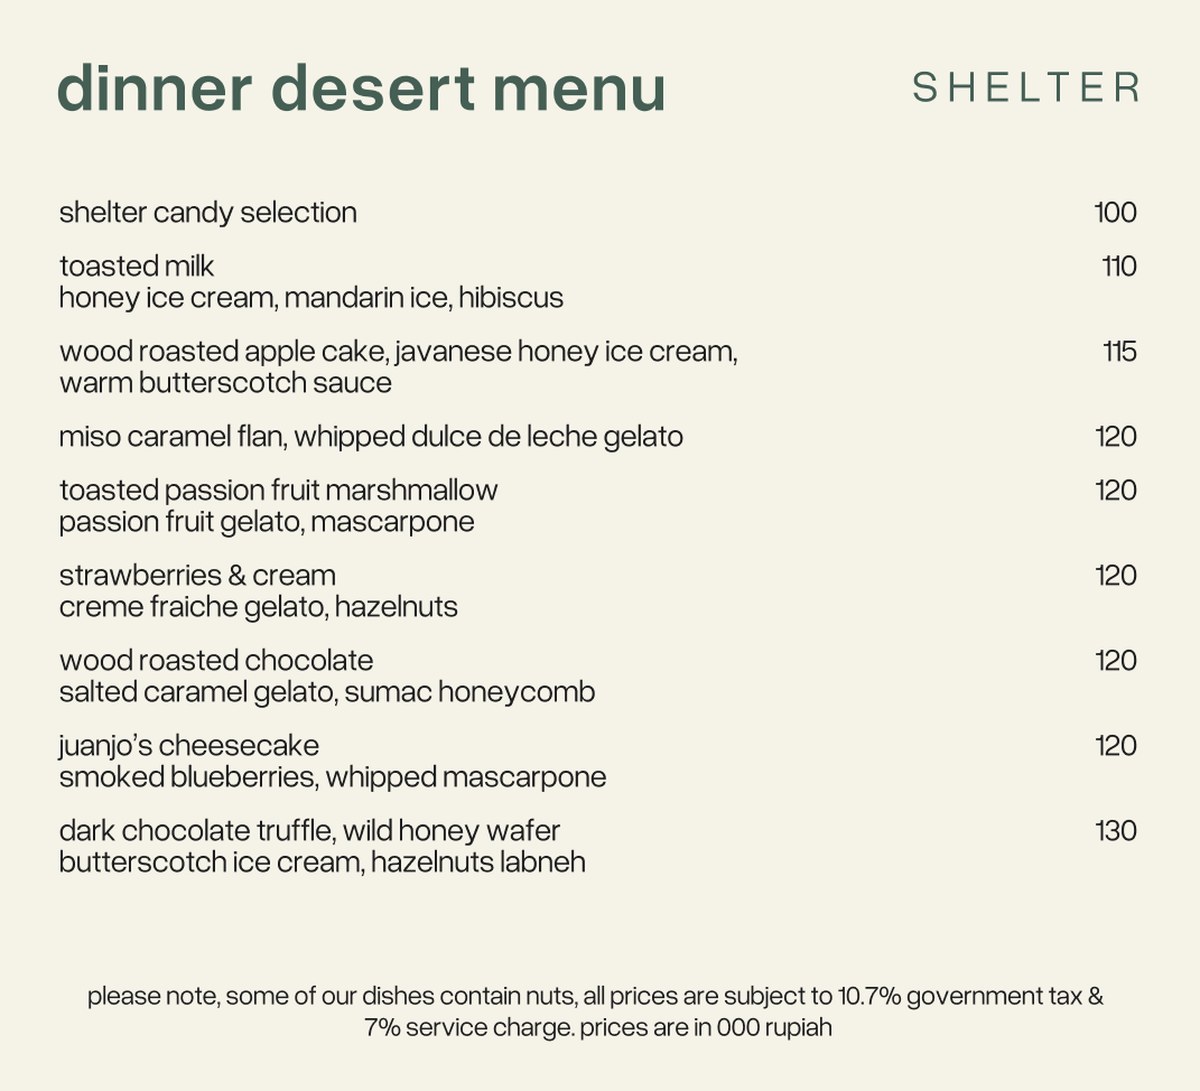 dinner desert menu
SHELTER
shelter candy selection 100
toasted milk 110
honey ice cream, mandarin ice, hibiscus
wood roasted apple cake, javanese honey ice cream, 115
warm butterscotch sauce
miso caramel flan, whipped dulce de leche gelato 120
toasted passion fruit marshmallow 120
passion fruit gelato, mascarpone
strawberries & cream 120
creme fraiche gelato, hazelnuts
wood roasted chocolate 120
salted caramel gelato, sumac honeycomb
juanjo’s cheesecake 120
smoked blueberries, whipped mascarpone
dark chocolate truffle, wild honey wafer 130
butterscotch ice cream, hazelnuts labneh
please note, some of our dishes contain nuts, all prices are subject to 10.7% government tax &
7% service charge. prices are in 000 rupiah